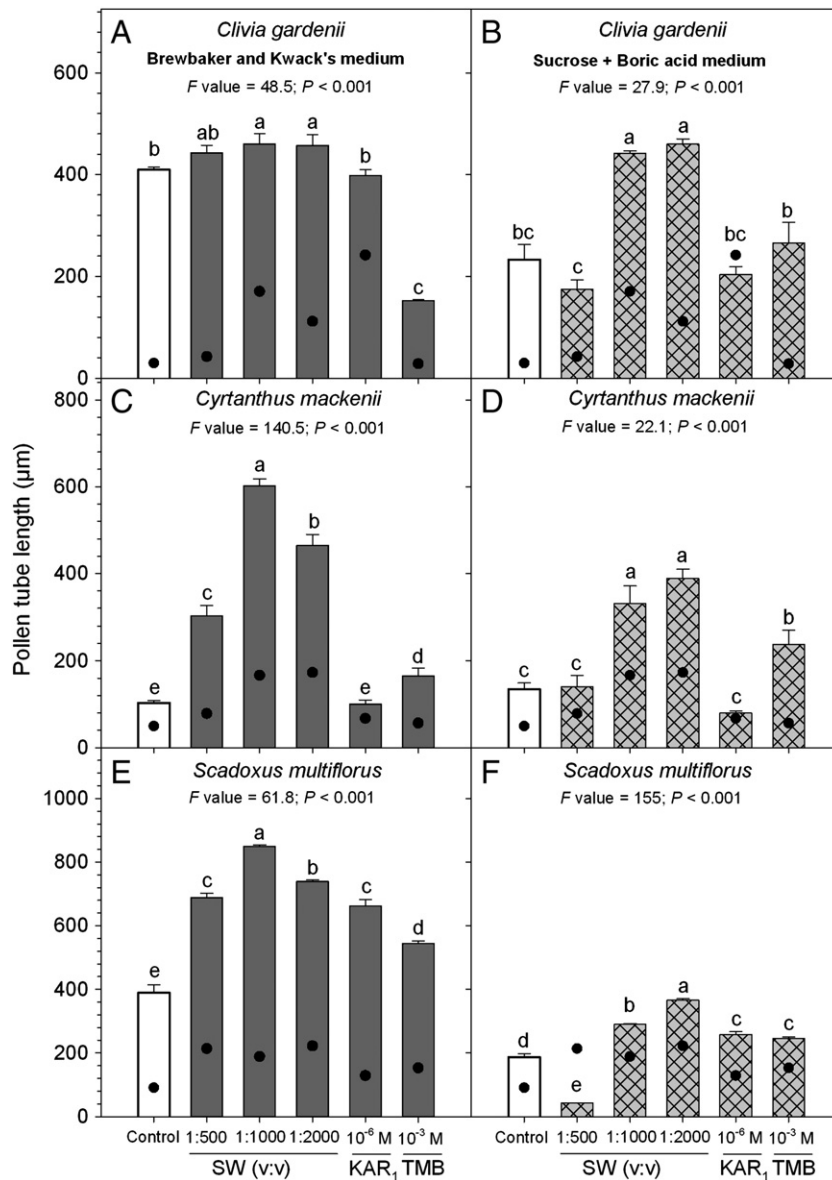 A
Clivia gardenii
Brewbaker and Kwack's medium
F value = 48.5; P < 0.001
b
ab
a
a
b
c
B
Clivia gardenii
Sucrose + Boric acid medium
F value = 27.9; P < 0.001
bc
c
a
a
bc
b
600
400
200
0
C
Cyrtanthus mackenii
F value = 140.5; P < 0.001
e
c
a
b
e
d
D
Cyrtanthus mackenii
F value = 22.1; P < 0.001
c
c
a
a
c
b
800
600
400
200
0
Pollen tube length (µm)
E
Scadoxus multiflorus
F value = 61.8; P < 0.001
e
c
a
b
c
d
F
Scadoxus multiflorus
F value = 155; P < 0.001
d
e
b
a
c
c
1000
800
600
400
200
0
Control 1:500 1:1000 1:2000 10⁻⁶ M 10⁻³ M
SW (v:v) KAR₁ TMB
Control 1:500 1:1000 1:2000 10⁻⁶ M 10⁻³ M
SW (v:v) KAR₁ TMB